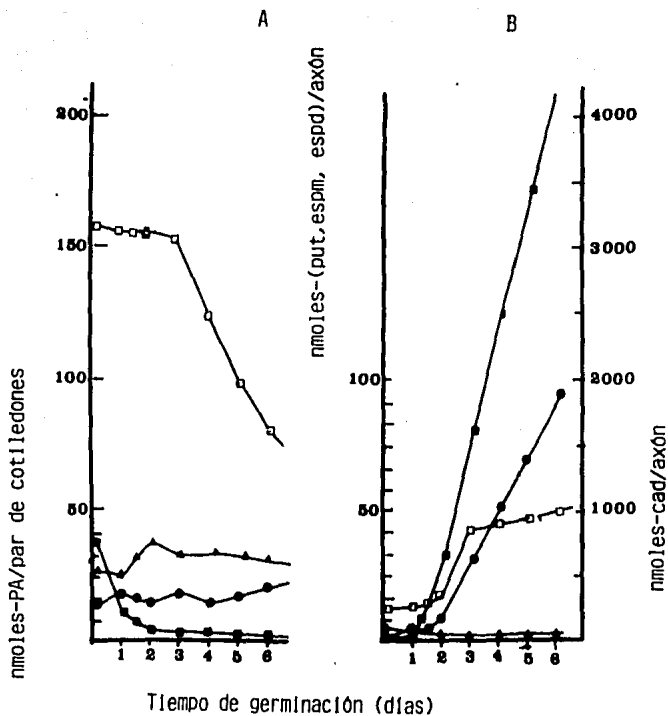 A
B
nmoles-PA/par de cotiledones
200
150
100
50
1 2 3 4 5 6
nmoles-(put,espm, espd)/axón
100
50
1 2 3 4 5 6
4000
3000
2000
1000
nmoles-cad/axón
Tiempo de germinación (días)